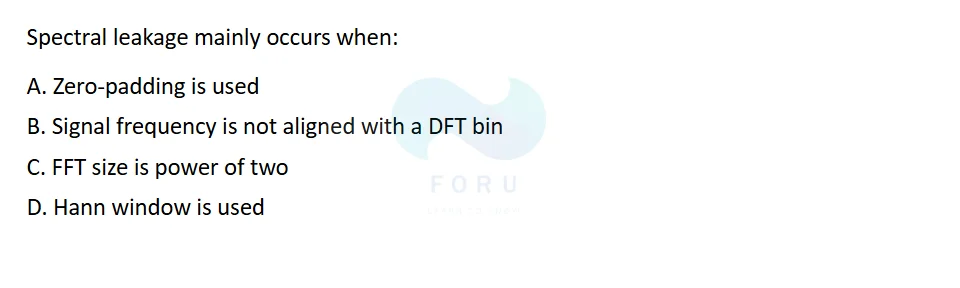 Spectral leakage mainly occurs when:
A. Zero-padding is used
B. Signal frequency is not aligned with a DFT bin
C. FFT size is power of two
FORU
D. Hann window is used